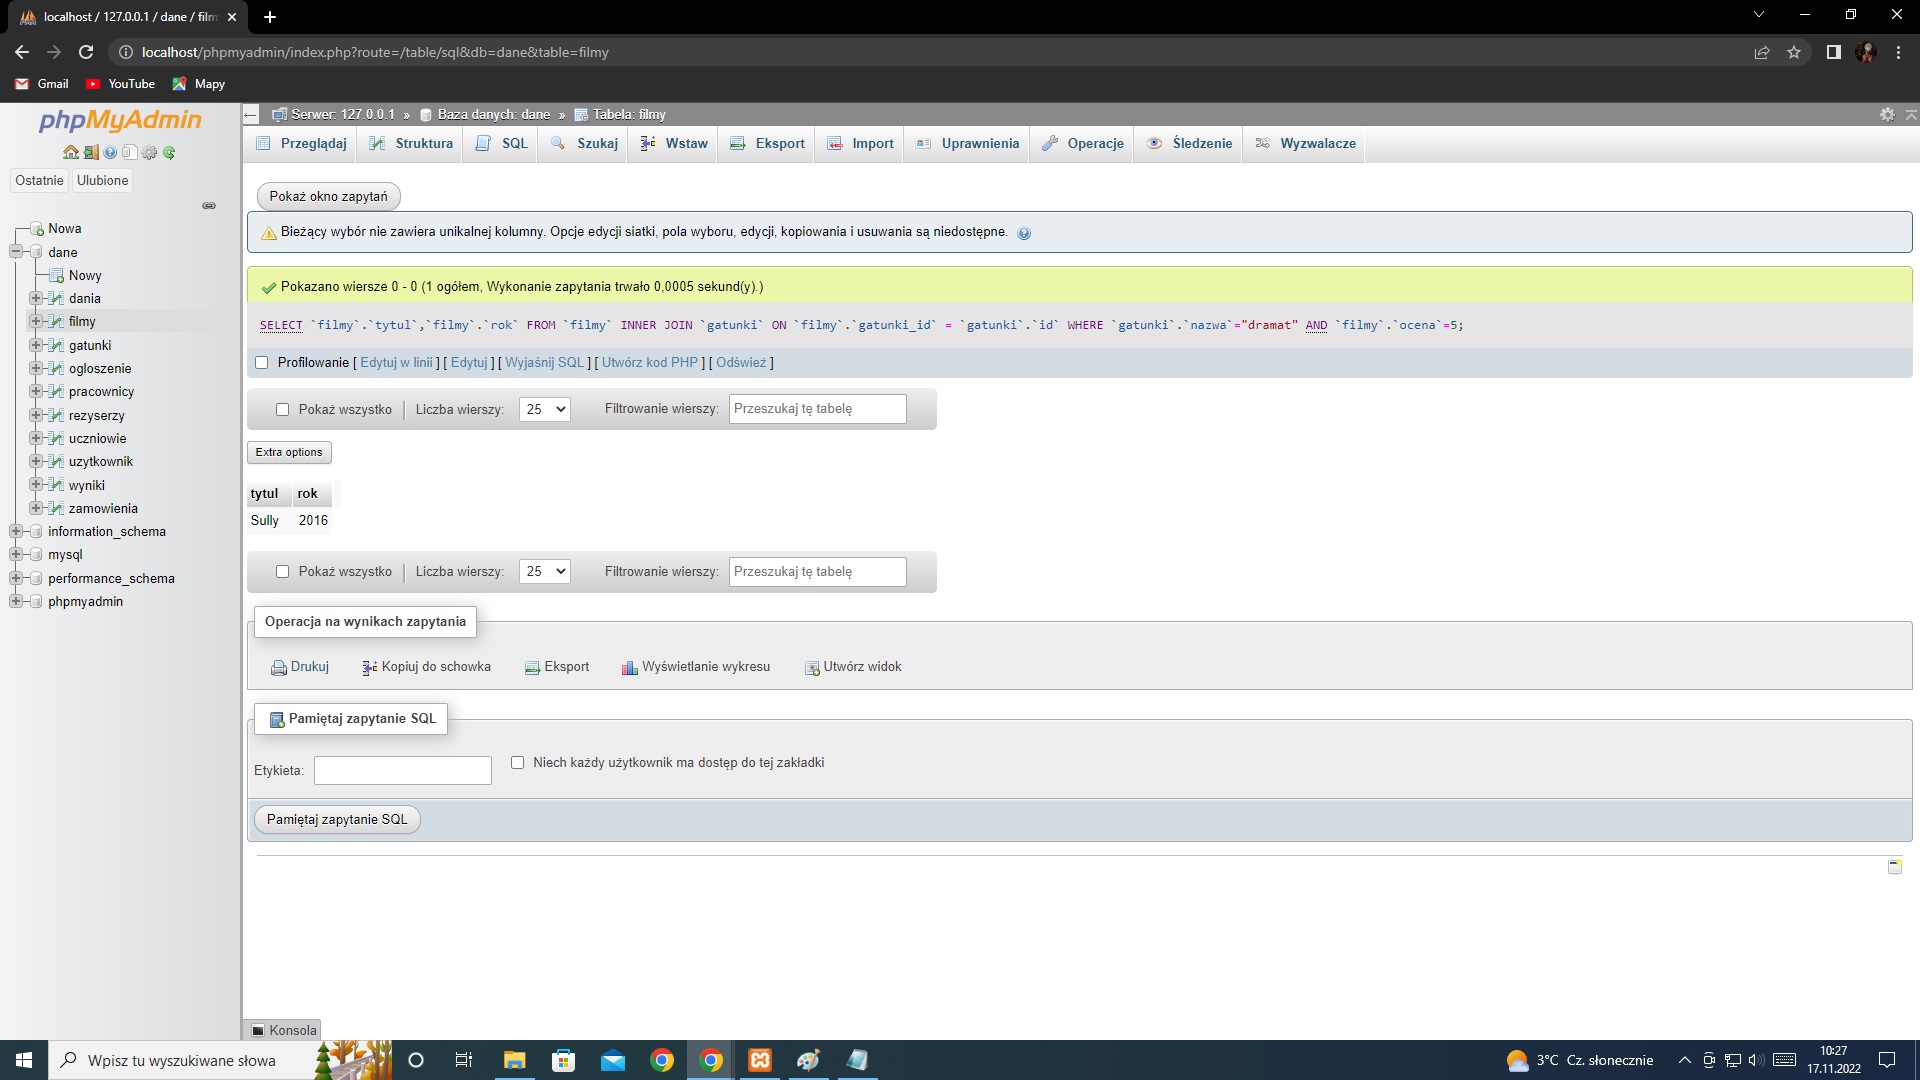 localhost / 127.0.0.1 / dane / film
localhost/phpmyadmin/index.php?route=/table/sql&db=dane&table=filmy
Gmail YouTube Mapy
phpMyAdmin
Ostatnie Ulubione
Nowa
dane
Nowy
dania
filmy
gatunki
ogloszenie
pracownicy
rezyserzy
uczniowie
uzytkownik
wyniki
zamowienia
information_schema
mysql
performance_schema
phpmyadmin
Serwer: 127.0.0.1 » Baza danych: dane » Tabela: filmy
Przeglądaj Struktura SQL Szukaj Wstaw Eksport Import Uprawnienia Operacje Śledzenie Wyzwalacze
Pokaż okno zapytań
Bieżący wybór nie zawiera unikalnej kolumny. Opcje edycji siatki, pola wyboru, edycji, kopiowania i usuwania są niedostępne.
Pokazano wiersze 0 - 0 (1 ogółem, Wykonanie zapytania trwało 0,0005 sekund(y).)
SELECT `filmy`.`tytul`,`filmy`.`rok` FROM `filmy` INNER JOIN `gatunki` ON `filmy`.`gatunki_id` = `gatunki`.`id` WHERE `gatunki`.`nazwa`="dramat" AND `filmy`.`ocena`=5;
Profilowanie [ Edytuj w linii ] [ Edytuj ] [ Wyjaśnij SQL ] [ Utwórz kod PHP ] [ Odśwież ]
Pokaż wszystko | Liczba wierszy: 25 Filtrowanie wierszy: Przeszukaj tę tabelę
Extra options
tytul rok
Sully 2016
Pokaż wszystko | Liczba wierszy: 25 Filtrowanie wierszy: Przeszukaj tę tabelę
Operacja na wynikach zapytania
Drukuj Kopiuj do schowka Eksport Wyświetlanie wykresu Utwórz widok
Pamiętaj zapytanie SQL
Etykieta: Niech każdy użytkownik ma dostęp do tej zakładki
Pamiętaj zapytanie SQL
Konsola
Wpisz tu wyszukiwane słowa
3°C Cz. słonecznie
10:27
17.11.2022